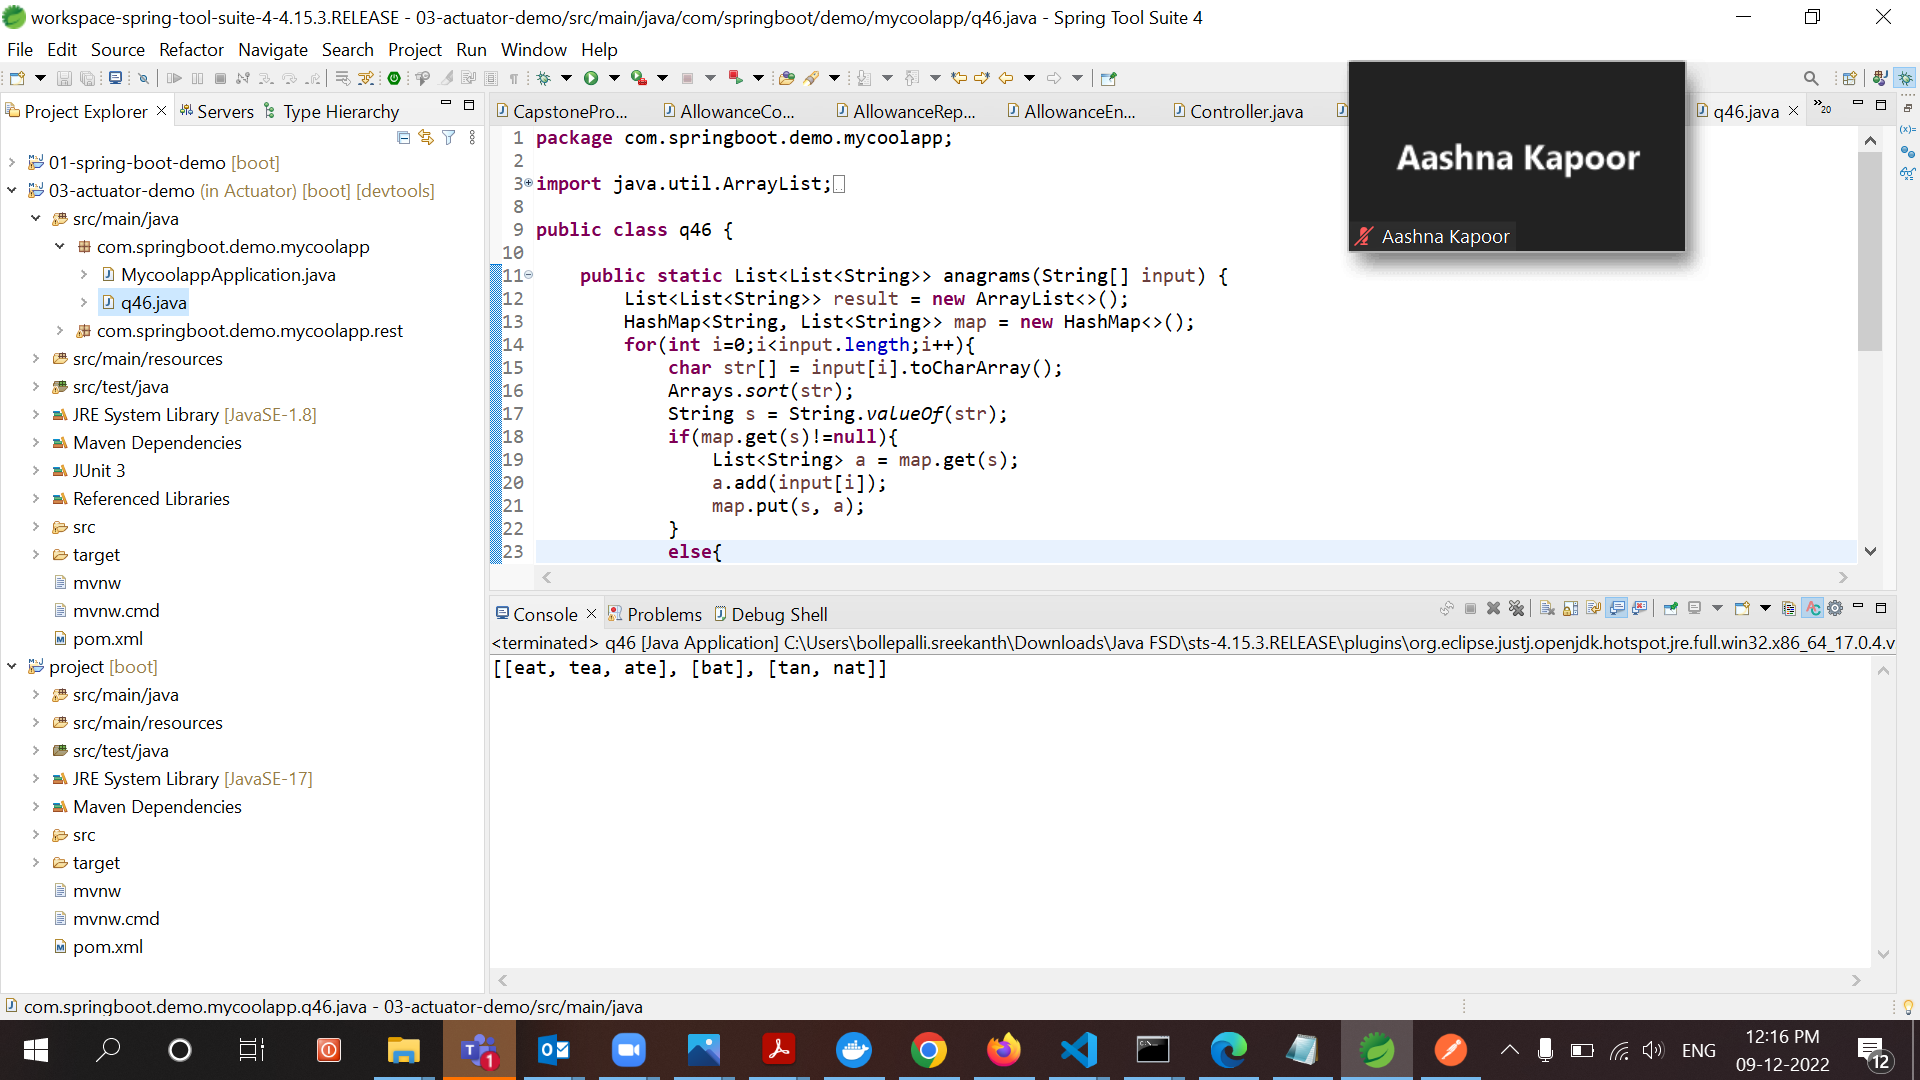 workspace-spring-tool-suite-4-4.15.3.RELEASE - 03-actuator-demo/src/main/java/com/springboot/demo/mycoolapp/q46.java - Spring Tool Suite 4
File Edit Source Refactor Navigate Search Project Run Window Help
Project Explorer Servers Type Hierarchy
CapstonePro... AllowanceCo... AllowanceRep... AllowanceEn... Controller.java q46.java »20
01-spring-boot-demo [boot]
03-actuator-demo (in Actuator) [boot] [devtools]
src/main/java
com.springboot.demo.mycoolapp
MycoolappApplication.java
q46.java
com.springboot.demo.mycoolapp.rest
src/main/resources
src/test/java
JRE System Library [JavaSE-1.8]
Maven Dependencies
JUnit 3
Referenced Libraries
src
target
mvnw
mvnw.cmd
pom.xml
project [boot]
src/main/java
src/main/resources
src/test/java
JRE System Library [JavaSE-17]
Maven Dependencies
src
target
mvnw
mvnw.cmd
pom.xml
1 package com.springboot.demo.mycoolapp;
2
3 import java.util.ArrayList;
8
9 public class q46 {
10
11 public static List<List<String>> anagrams(String[] input) {
12 List<List<String>> result = new ArrayList<>();
13 HashMap<String, List<String>> map = new HashMap<>();
14 for(int i=0;i<input.length;i++){
15 char str[] = input[i].toCharArray();
16 Arrays.sort(str);
17 String s = String.valueOf(str);
18 if(map.get(s)!=null){
19 List<String> a = map.get(s);
20 a.add(input[i]);
21 map.put(s, a);
22 }
23 else{
Aashna Kapoor
Aashna Kapoor
Console Problems Debug Shell
<terminated> q46 [Java Application] C:\Users\bollepalli.sreekanth\Downloads\Java FSD\sts-4.15.3.RELEASE\plugins\org.eclipse.justj.openjdk.hotspot.jre.full.win32.x86_64_17.0.4.v
[[eat, tea, ate], [bat], [tan, nat]]
com.springboot.demo.mycoolapp.q46.java - 03-actuator-demo/src/main/java
ENG
12:16 PM
09-12-2022
1
12